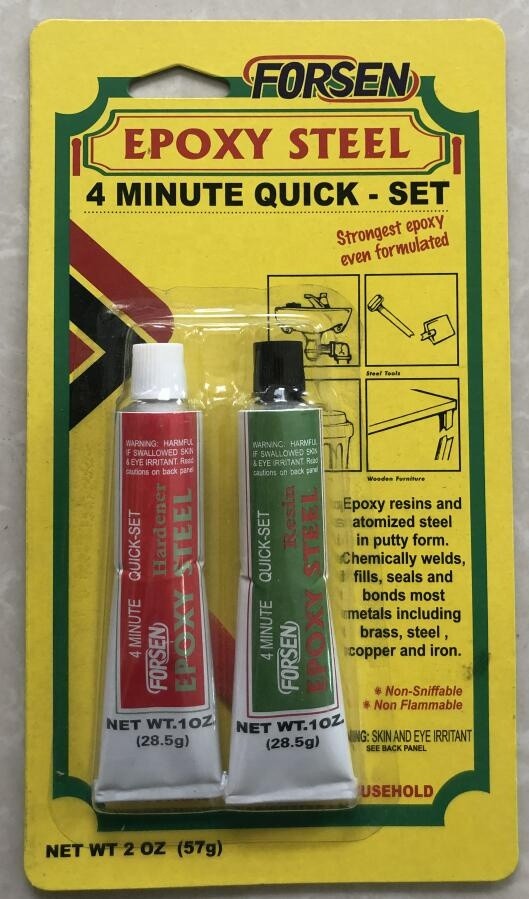 FORSEN
EPOXY STEEL
4 MINUTE QUICK - SET
Strongest epoxy
even formulated
Steel Tools
Wooden Furniture
WARNING: HARMFUL
IF SWALLOWED SKIN
& EYE IRRITANT. Read
cautions on back panel
4 MINUTE QUICK-SET
Hardener
FORSEN
EPOXY STEEL
NET WT.1OZ.
(28.5g)
WARNING: HARMFUL
IF SWALLOWED SKIN
& EYE IRRITANT. Read
cautions on back panel
4 MINUTE QUICK-SET
Resin
FORSEN
EPOXY STEEL
NET WT.1OZ.
(28.5g)
Epoxy resins and
atomized steel
in putty form.
Chemically welds,
fills, seals and
bonds most
metals including
brass, steel ,
copper and iron.
* Non-Sniffable
* Non Flammable
NING: SKIN AND EYE IRRITANT
SEE BACK PANEL
USEHOLD
NET WT 2 OZ (57g)